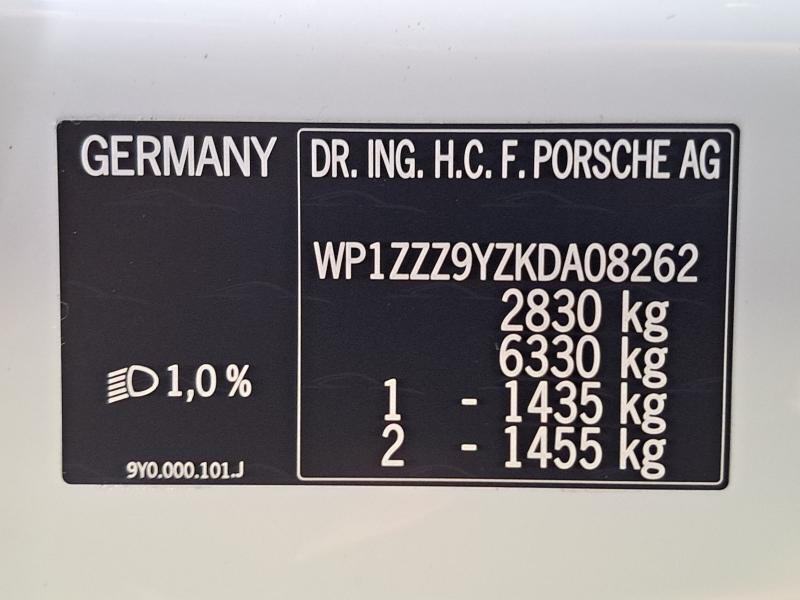 GERMANY
DR. ING. H.C. F. PORSCHE AG
WP1ZZZ9YZKDA08262
2830 kg
6330 kg
1 - 1435 kg
2 - 1455 kg
1,0 %
9Y0.000.101.J